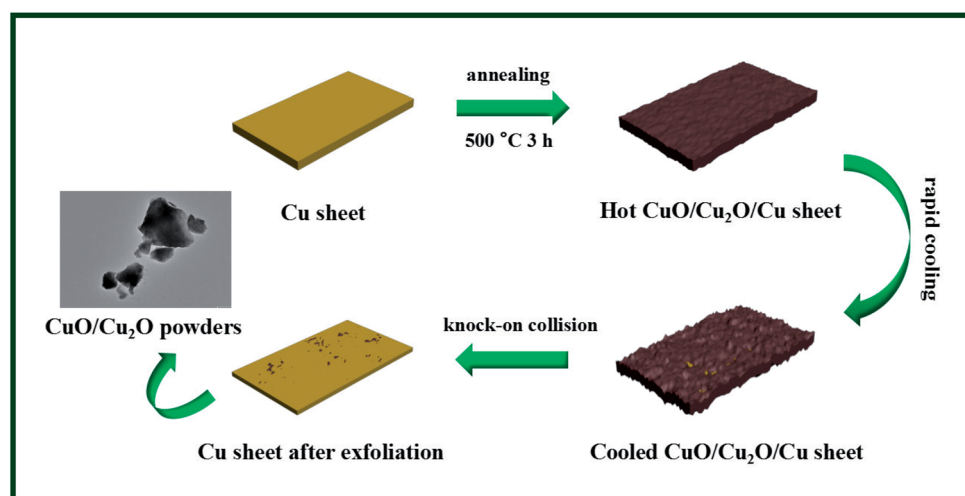 annealing
500 °C 3 h
Cu sheet
Hot CuO/Cu₂O/Cu sheet
rapid cooling
CuO/Cu₂O powders
knock-on collision
Cu sheet after exfoliation
Cooled CuO/Cu₂O/Cu sheet